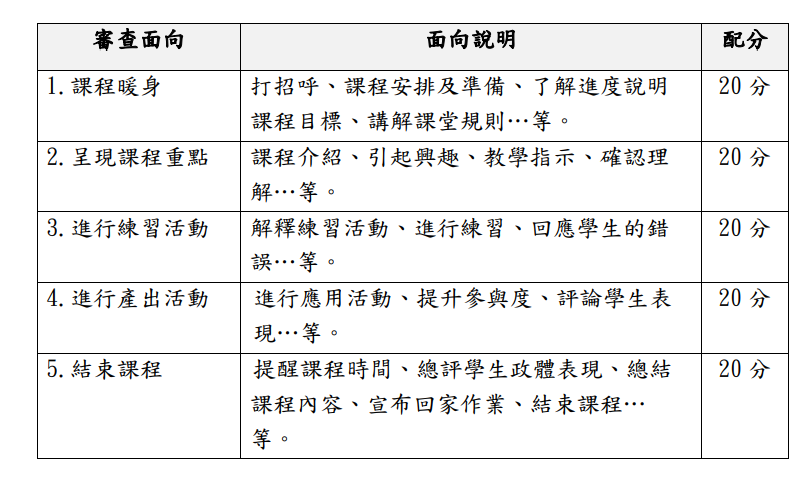 審查面向 面向說明 配分
1.課程暖身 打招呼、課程安排及準備、了解進度說明 20 分
課程目標、講解課堂規則…等。
2.呈現課程重點 課程介紹、引起興趣、教學指示、確認理 20 分
解…等。
3.進行練習活動 解釋練習活動、進行練習、回應學生的錯 20 分
誤…等。
4.進行產出活動 進行應用活動、提升參與度、評論學生表 20 分
現…等。
5.結束課程 提醒課程時間、總評學生政體表現、總結 20 分
課程內容、宣布回家作業、結束課程…
等。